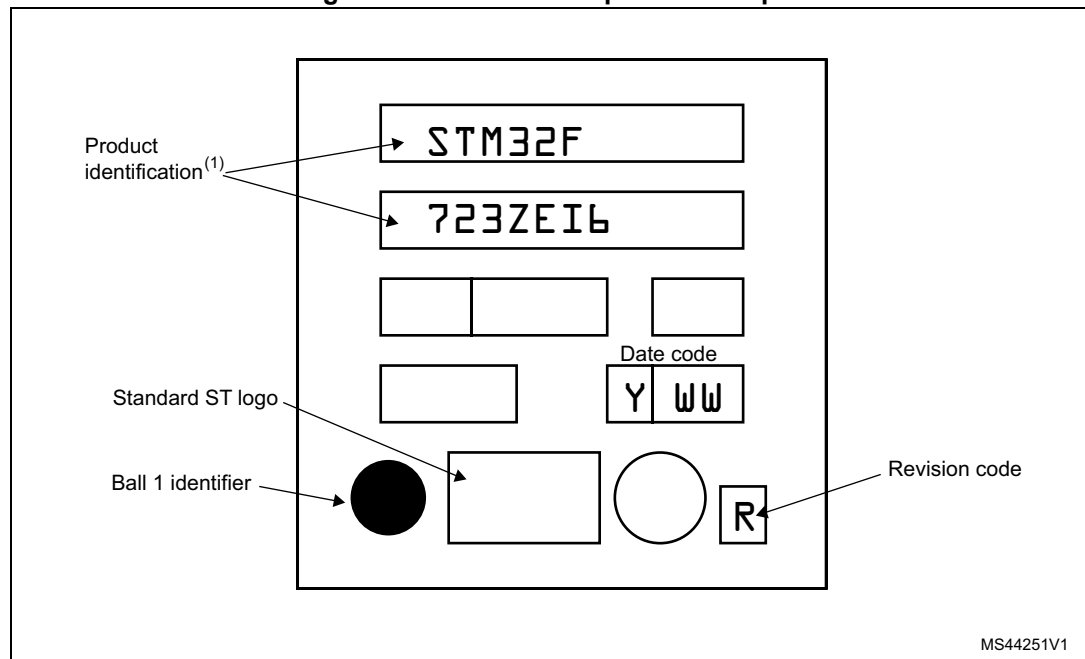 STM32F
Product
identification(1)
723ZEI6
Date code
Y WW
Standard ST logo
Ball 1 identifier
Revision code
R
MS44251V1